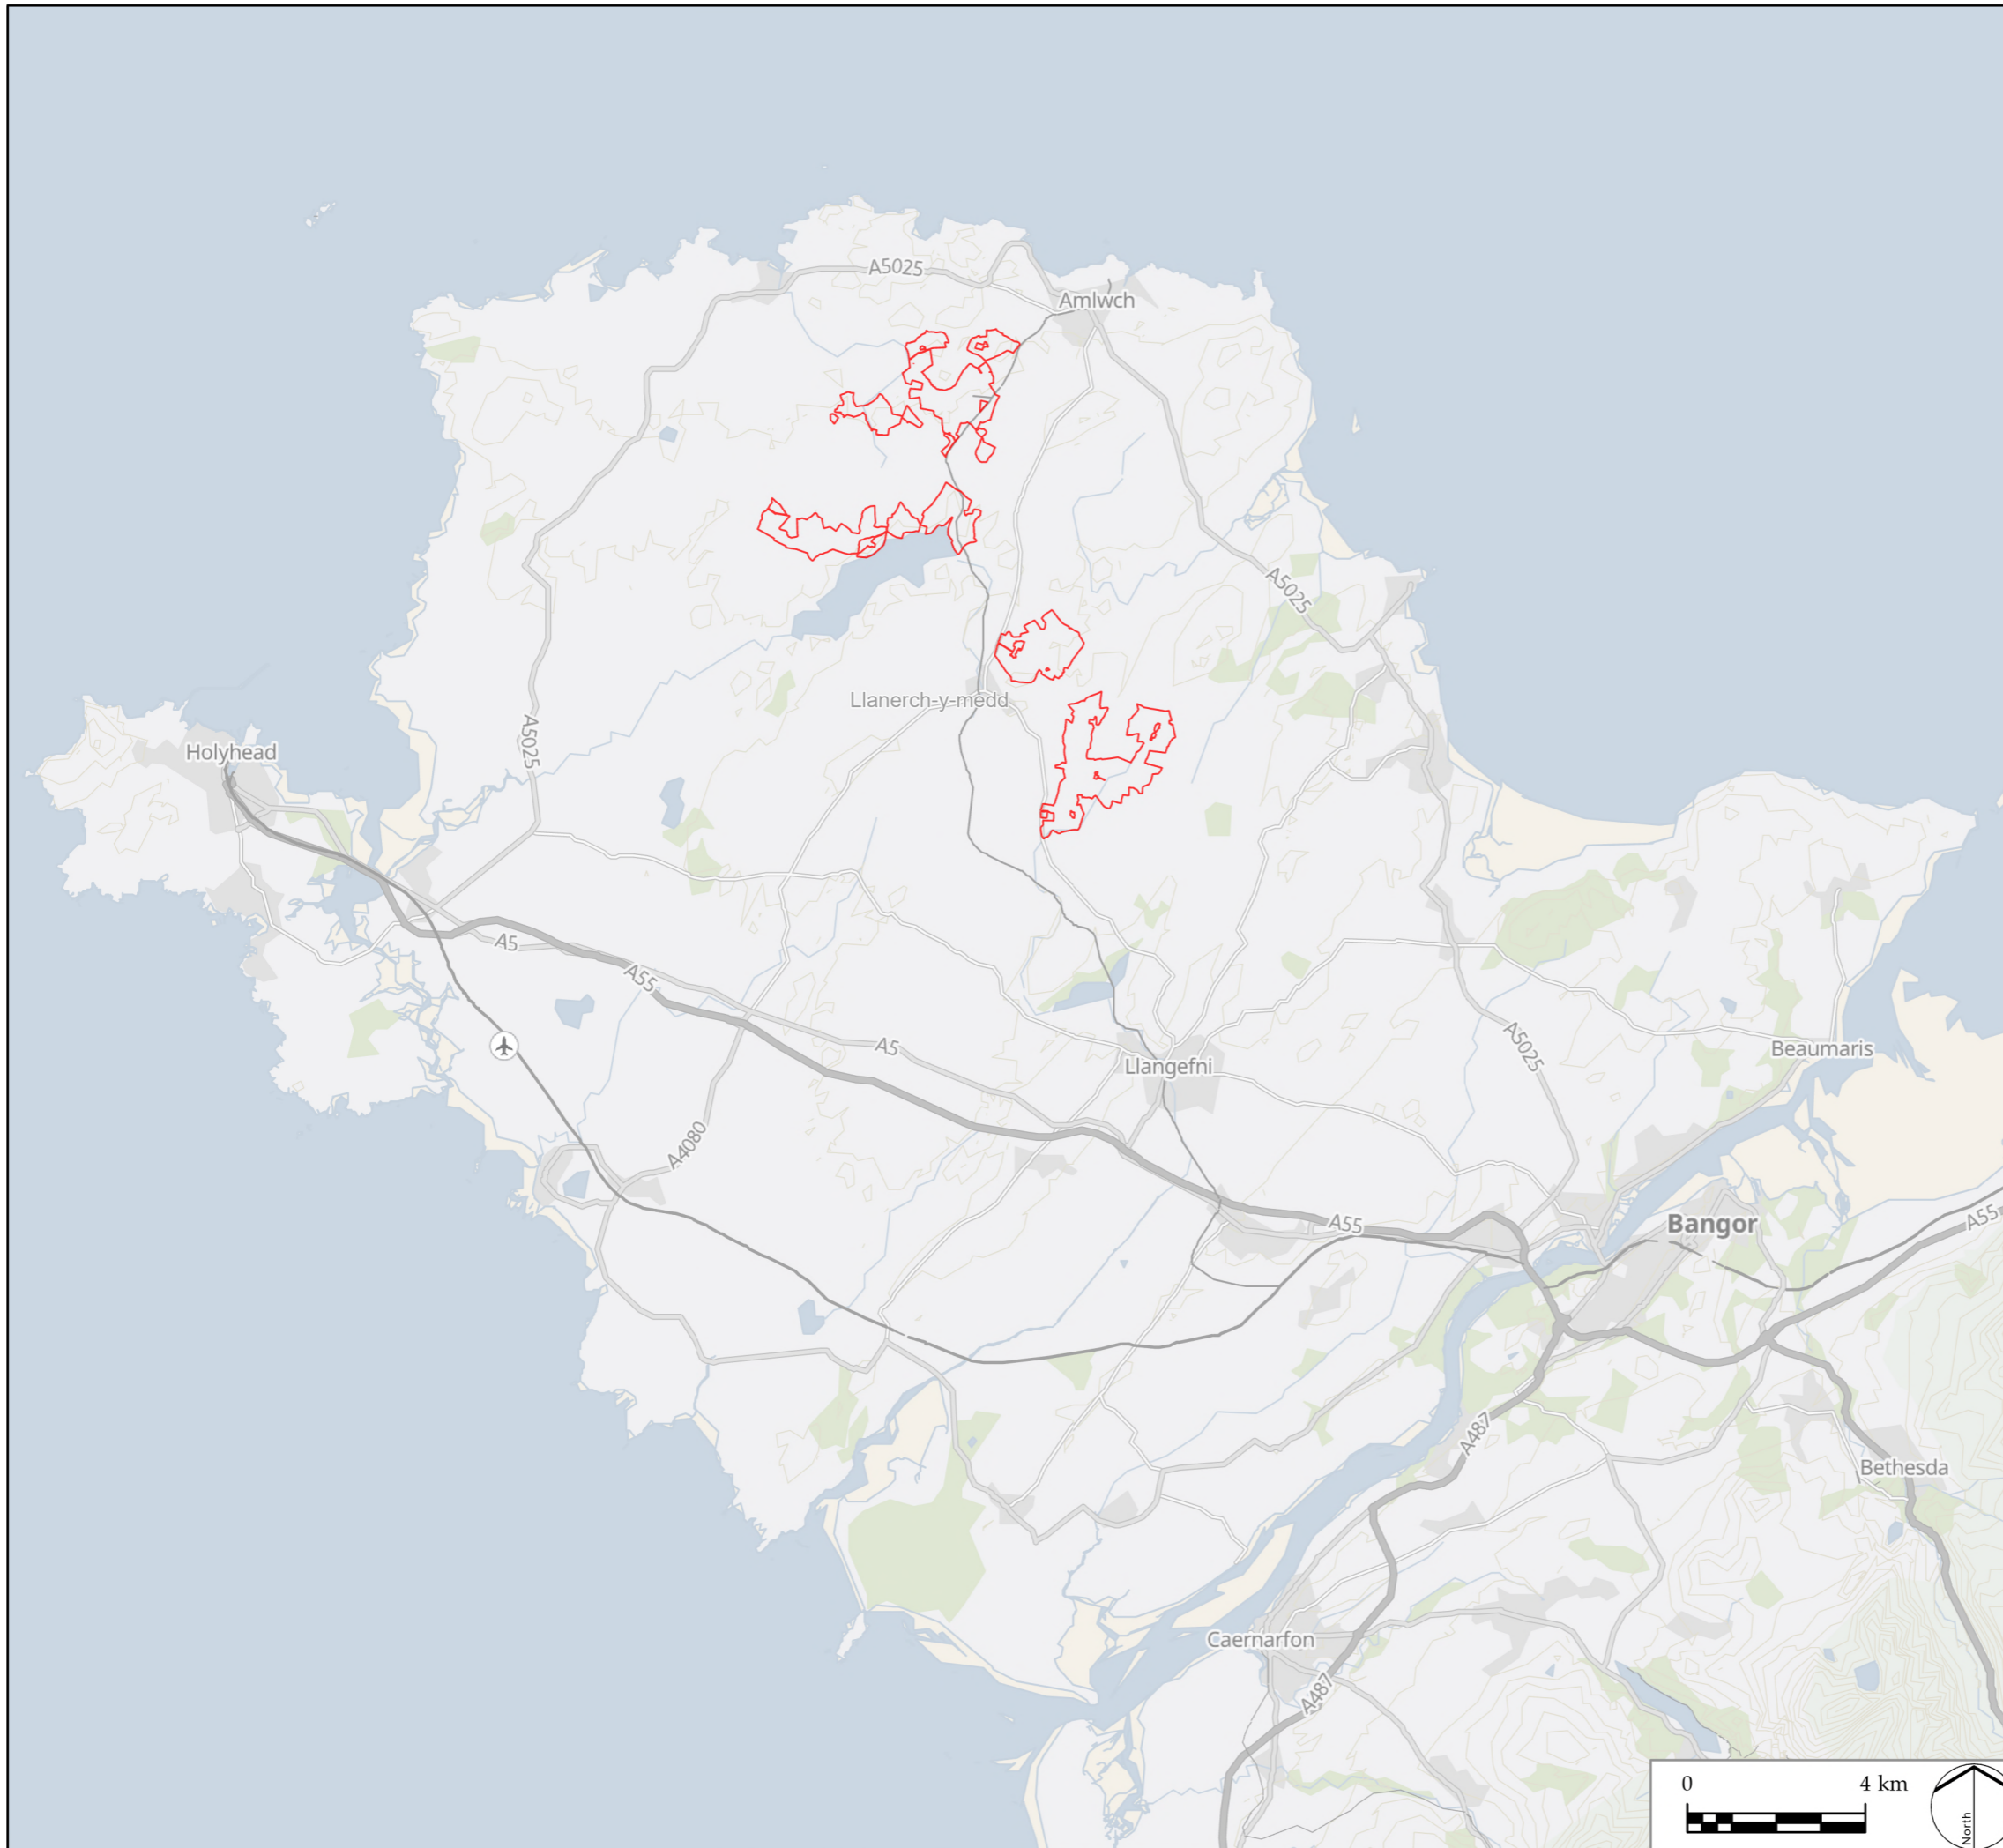 A5025
Amlwch
A5025
Llanerch-y-medd
A5025
Holyhead
A5
A55
A5
A5025
Beaumaris
Llangefni
A4080
A55
Bangor
A55
A487
Bethesda
Caernarfon
A487
0 4 km
North